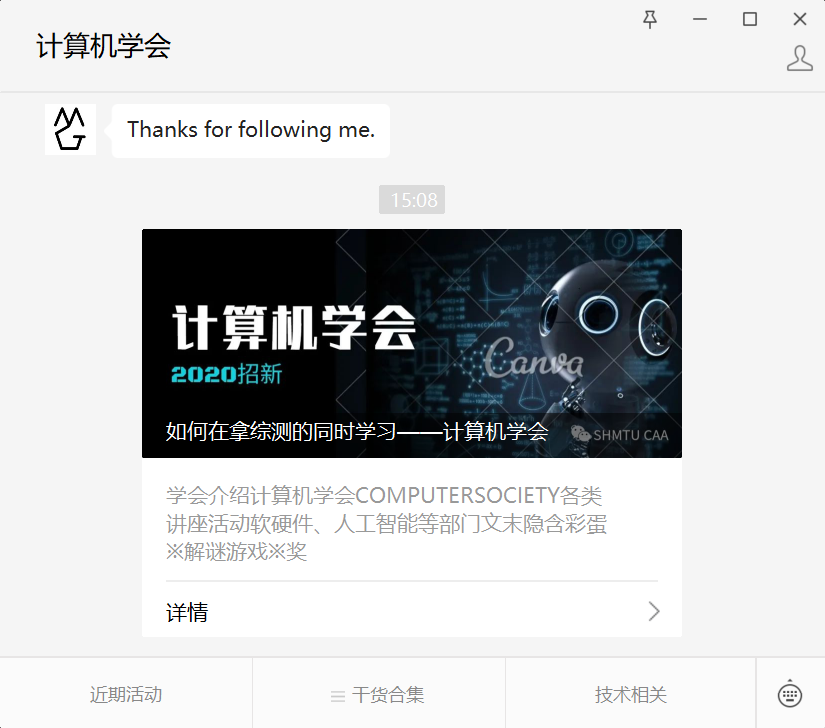 计算机学会
Thanks for following me.
15:08
计算机学会
2020招新
Canva
如何在拿综测的同时学习——计算机学会
SHMTU CAA
学会介绍计算机学会COMPUTERSOCIETY各类
讲座活动软硬件、人工智能等部门文末隐含彩蛋
※解谜游戏※奖
详情
近期活动
干货合集
技术相关